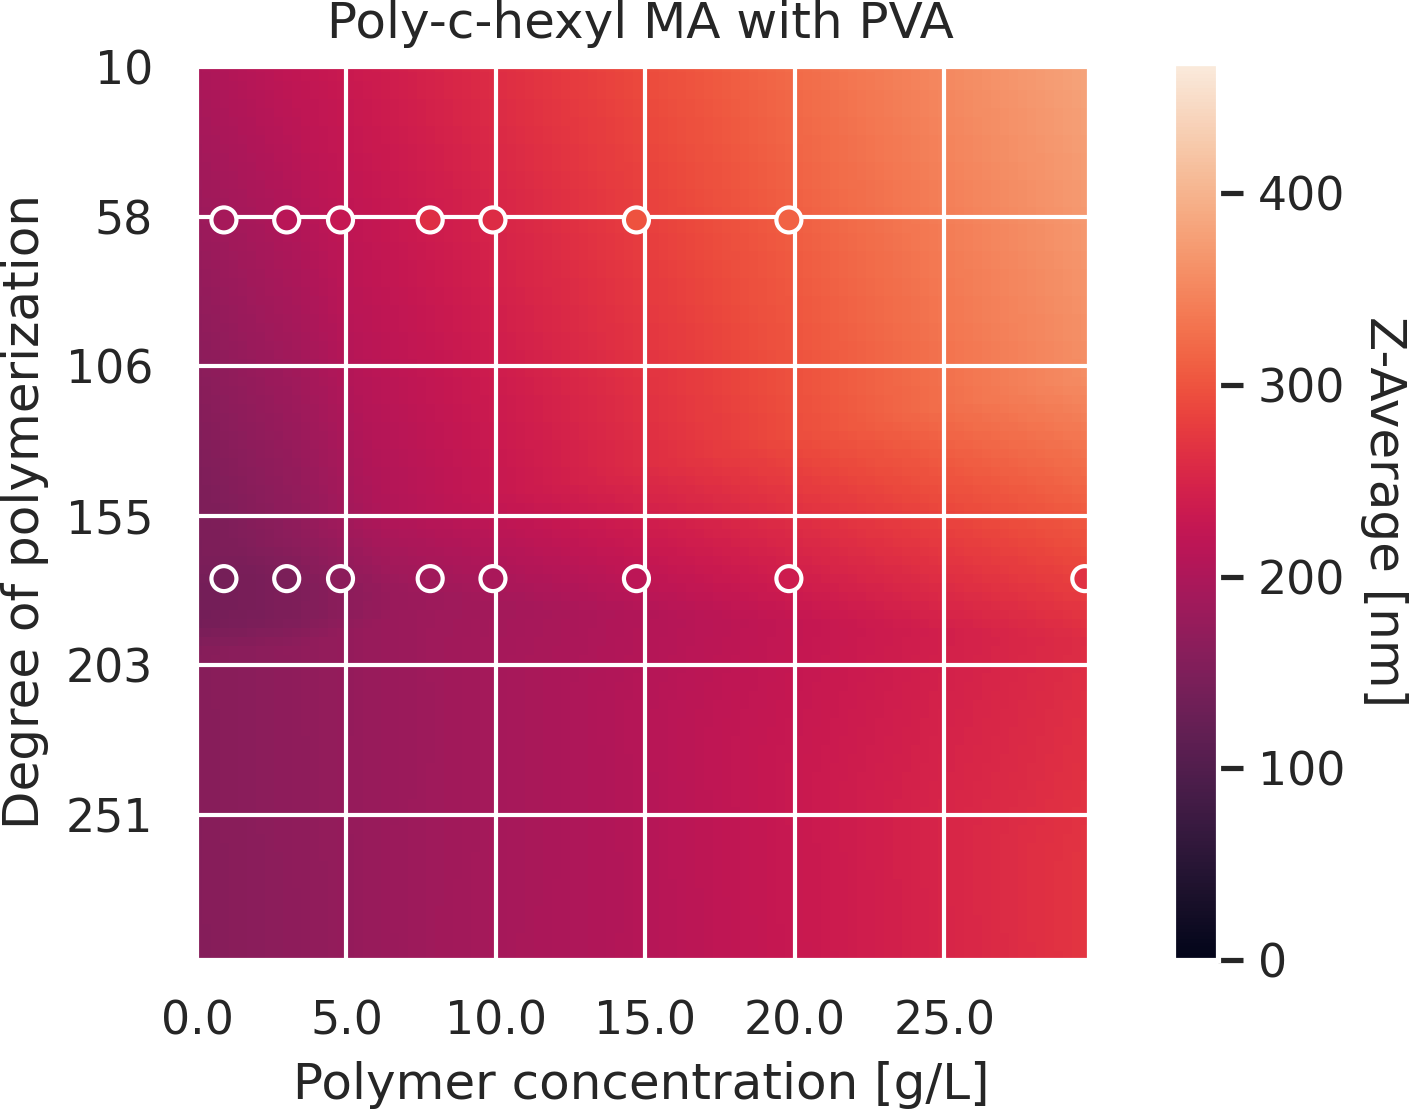 Poly-c-hexyl MA with PVA
10
58
106
155
203
251
Degree of polymerization
0.0 5.0 10.0 15.0 20.0 25.0
Polymer concentration [g/L]
400
300
200
100
0
Z-Average [nm]